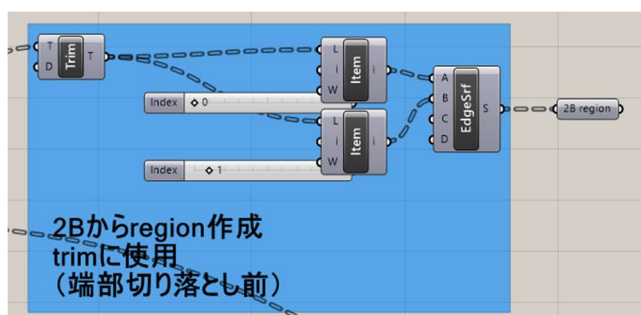 T
D
Trim
T
L
i
W
Item
i
Index
0
L
i
W
Item
i
Index
1
A
B
C
D
EdgeSrf
S
2B region
2Bからregion作成
trimに使用
（端部切り落とし前）